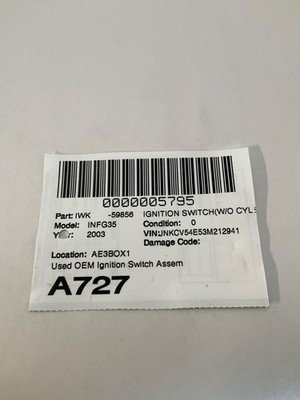 0000005795
Part: IWK -59856 IGNITION SWITCH(W/O CYL
Model: INFG35 Condition: 0
2003 VIN:JNKCV54E53M212941
Damage Code:
Location: AE3BOX1
Used OEM Ignition Switch Assem
A727